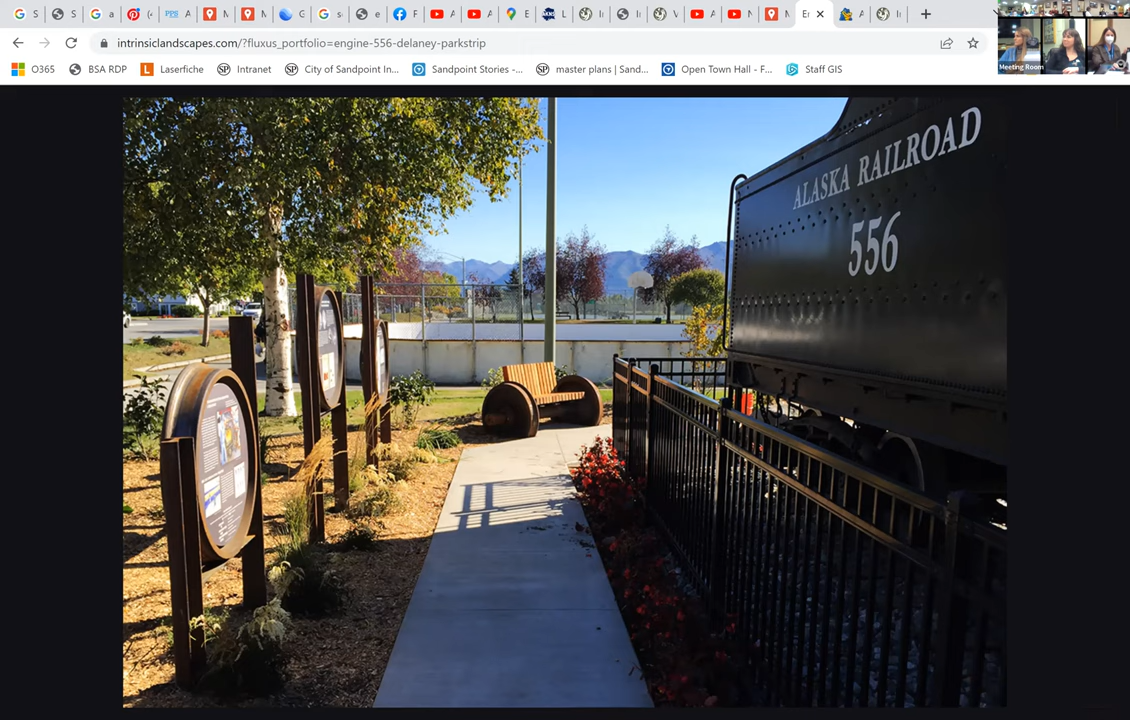 S
S
a
(
A
M
M
G
s
e
F
A
A
E
L
A
N
M
Er
A
intrinsiclandscapes.com/?fluxus_portfolio=engine-556-delaney-parkstrip
O365
BSA RDP
Laserfiche
Intranet
City of Sandpoint In...
Sandpoint Stories -...
master plans | Sand...
Open Town Hall - F...
Staff GIS
Meeting Room
ALASKA RAILROAD
556